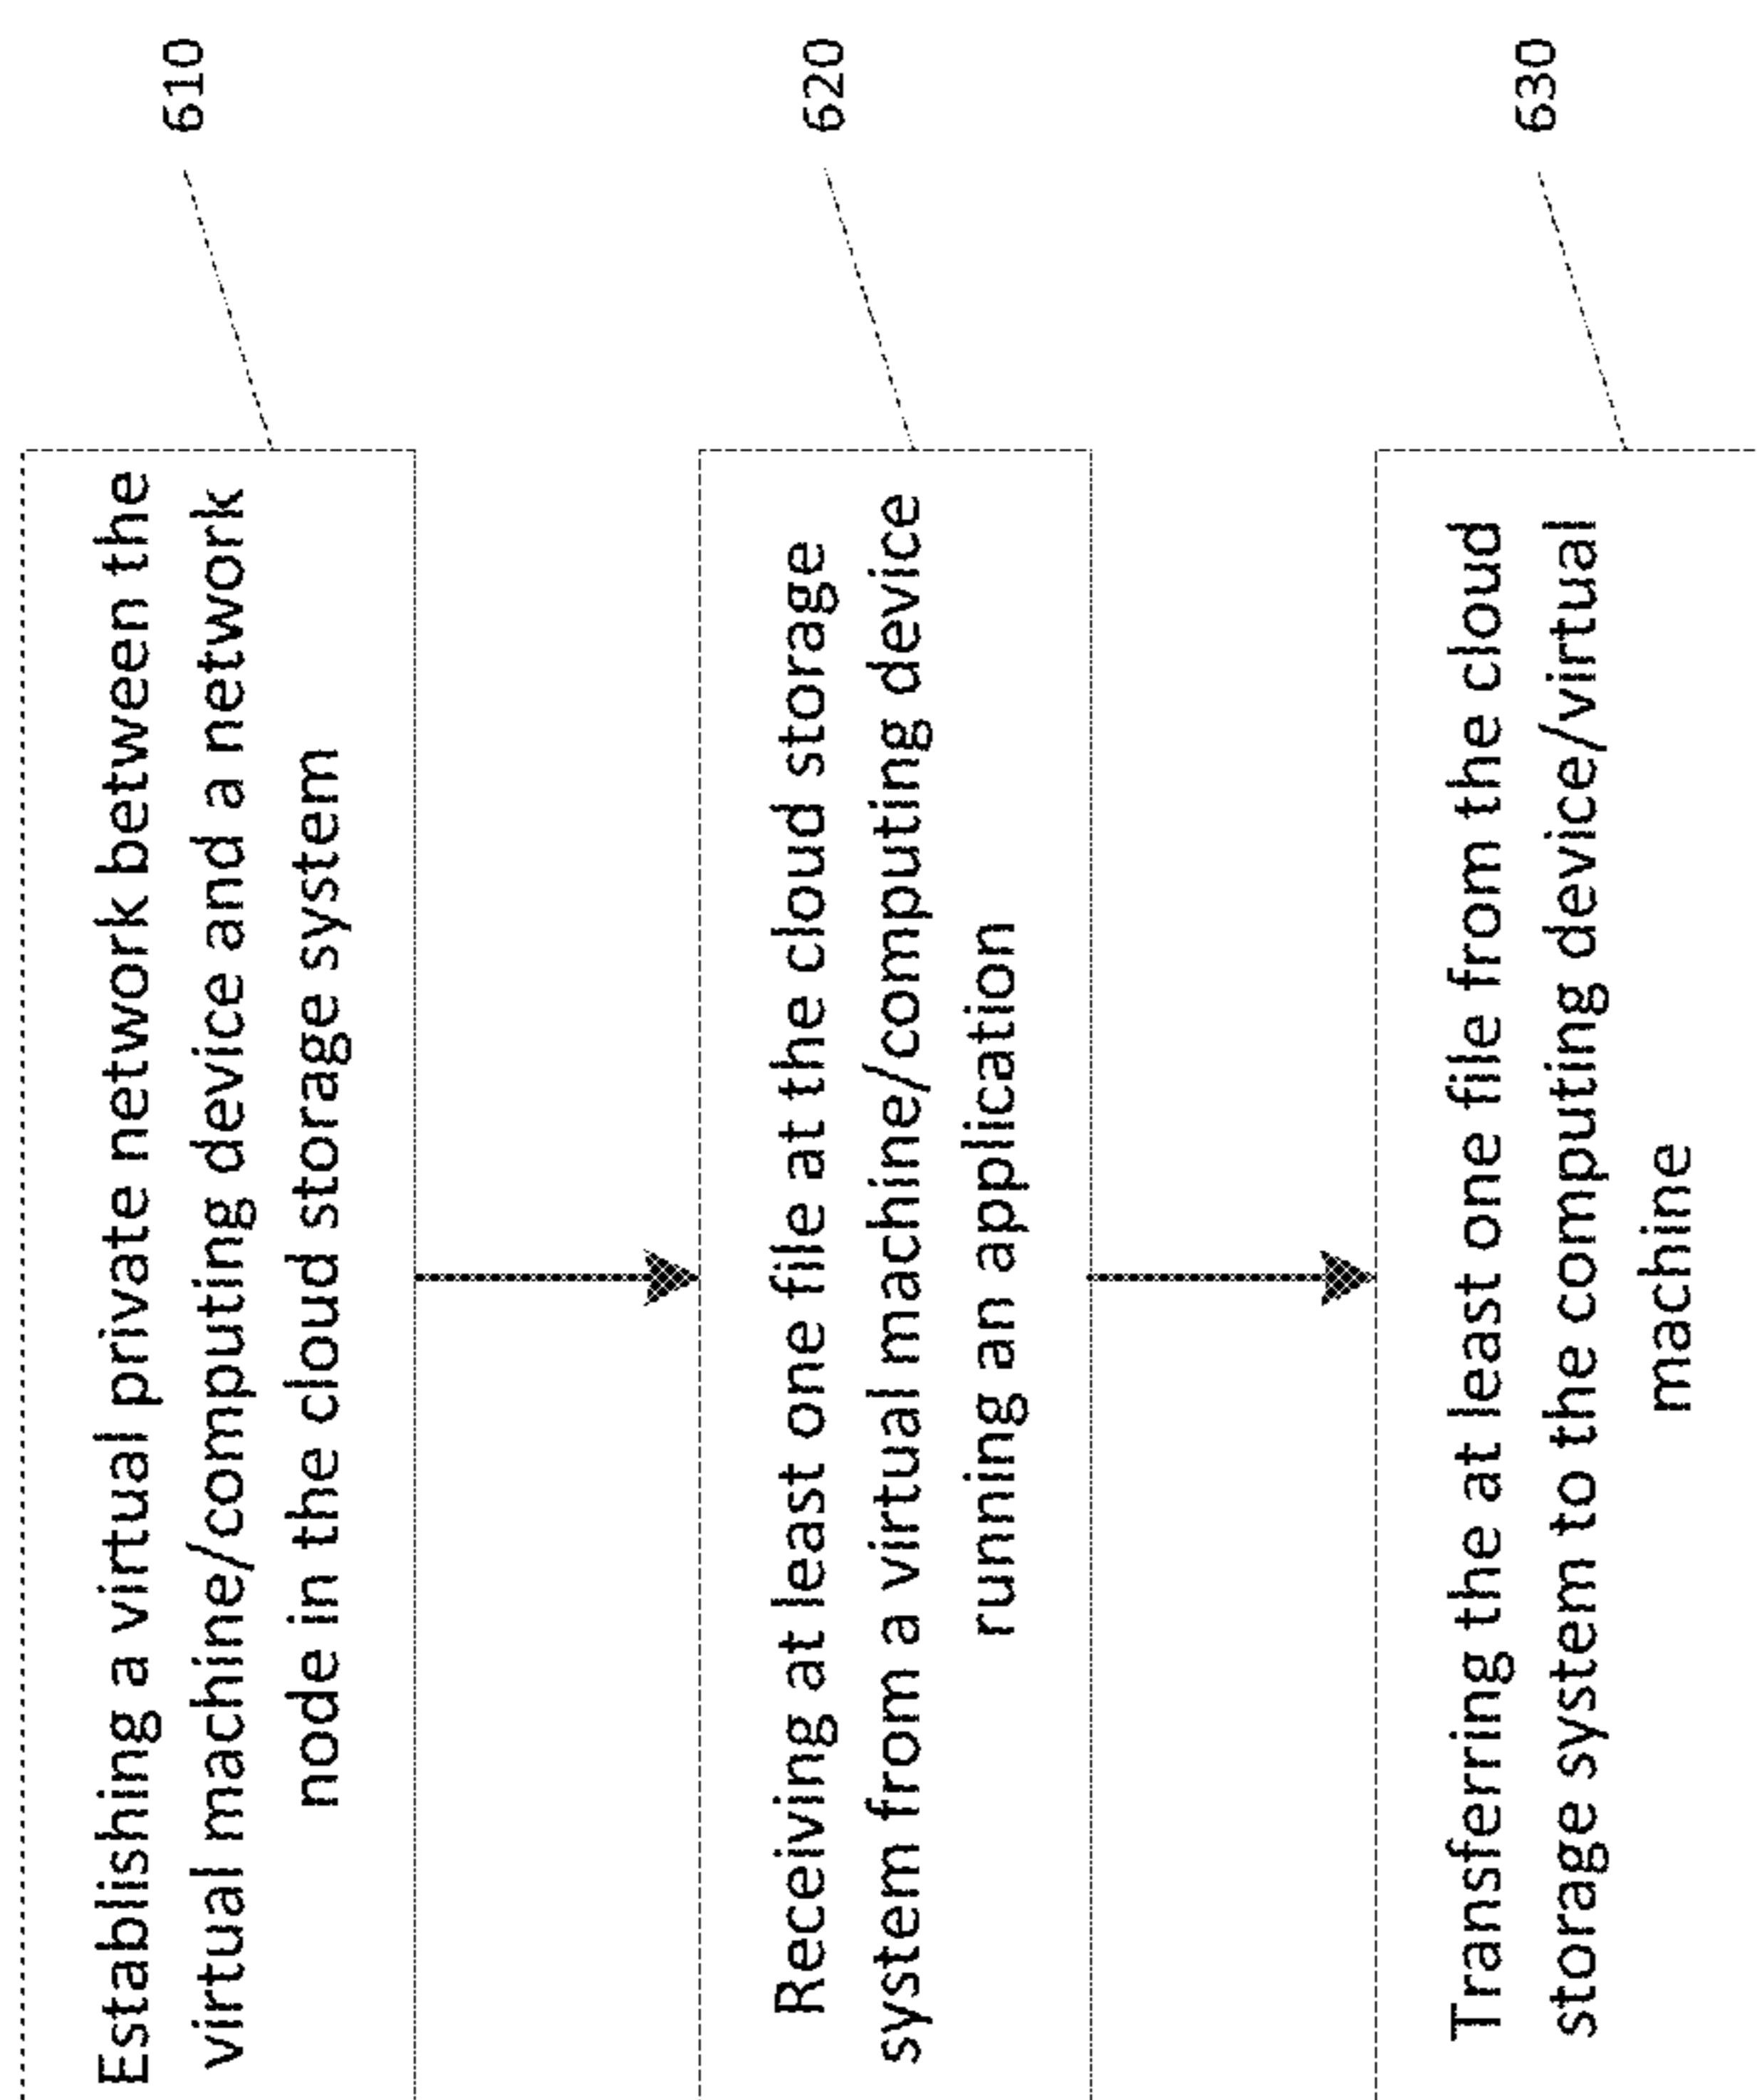 Establishing a virtual private network between the
virtual machine/computing device and a network
node in the cloud storage system
610
Receiving at least one file at the cloud storage
system from a virtual machine/computing device
running an application
620
Transferring the at least one file from the cloud
storage system to the computing device/virtual
machine
630